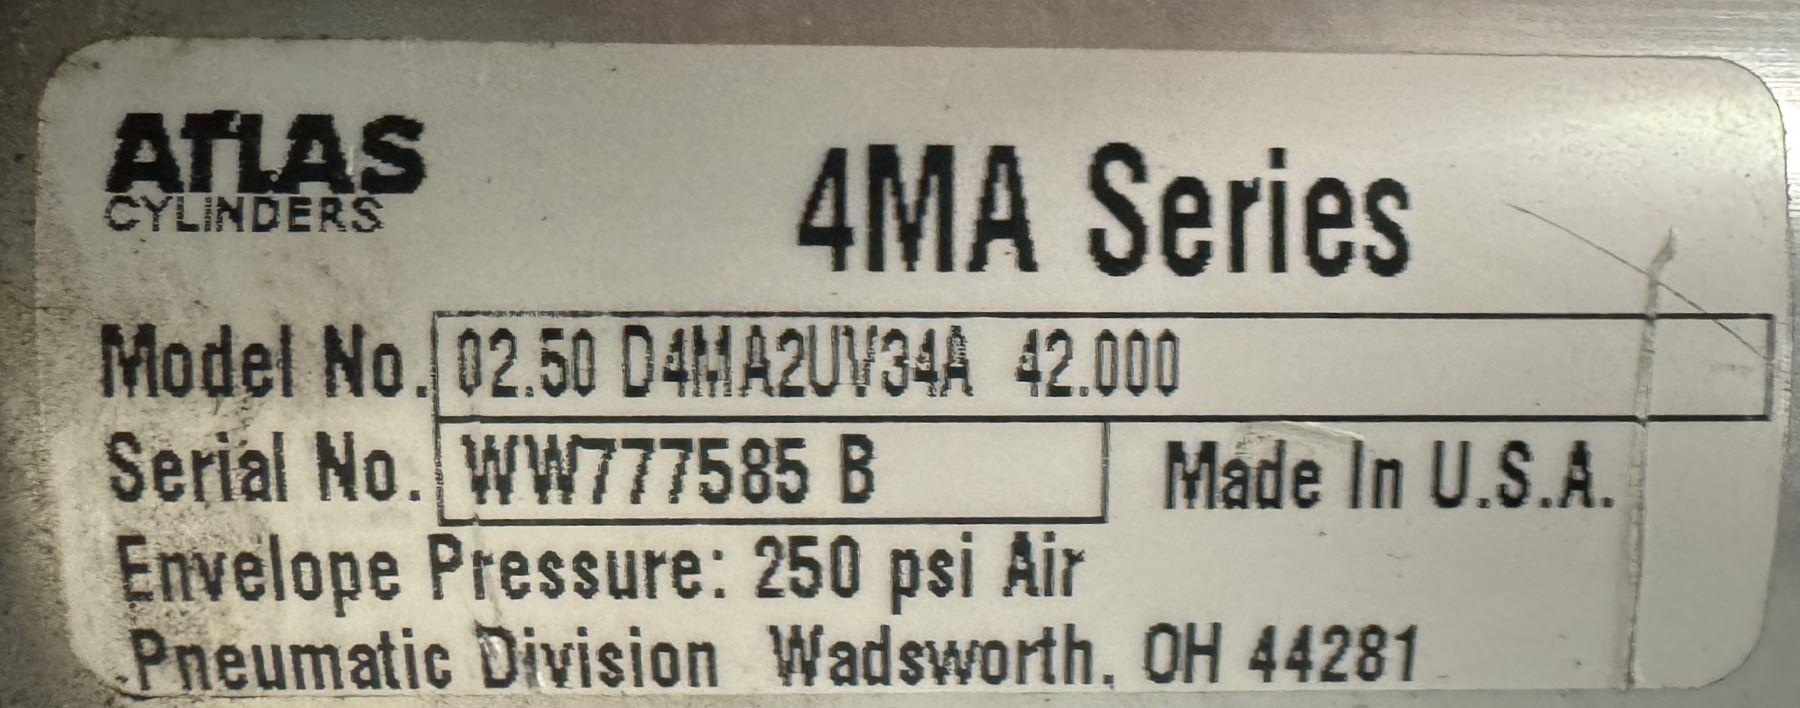 ATLAS
CYLINDERS
4MA Series
Model No. 02.50 D4MA2UV34A 42.000
Serial No. WW777585 B Made In U.S.A.
Envelope Pressure: 250 psi Air
Pneumatic Division Wadsworth, OH 44281